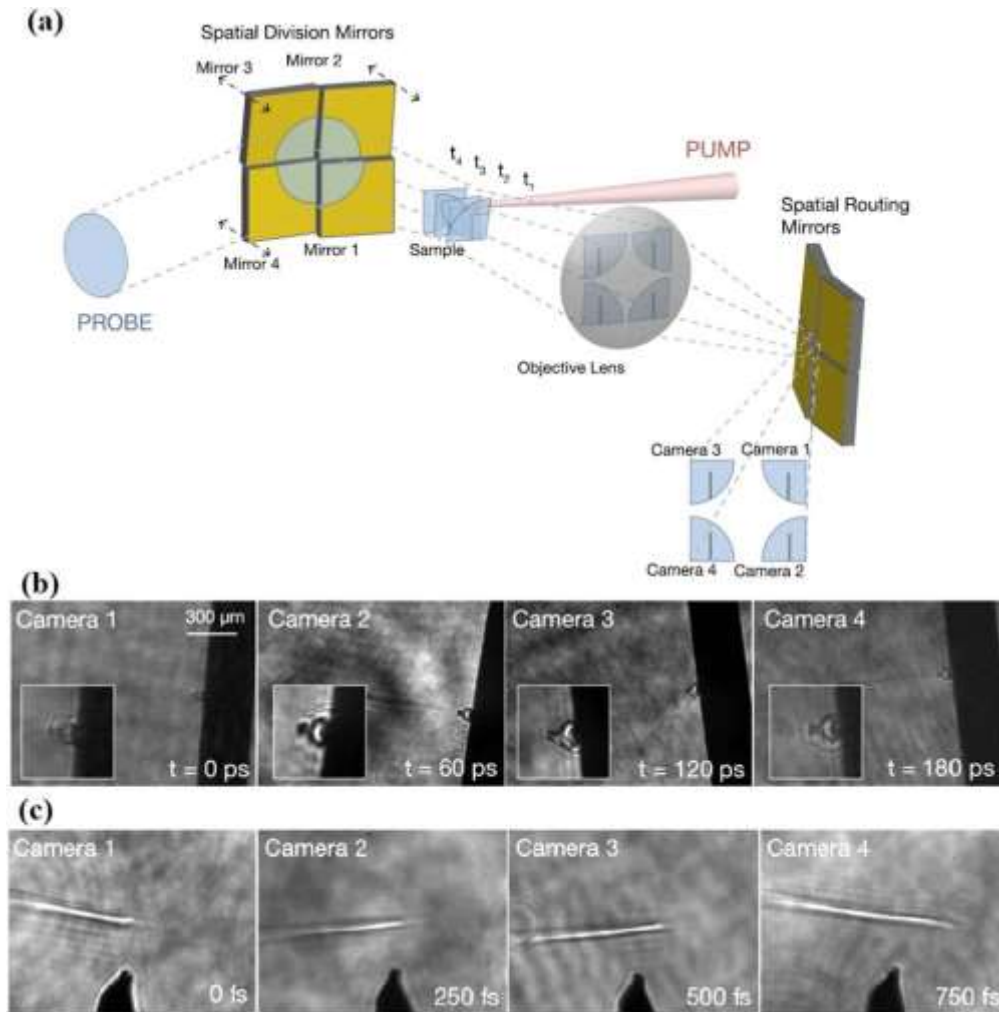 (a)
Spatial Division Mirrors
Mirror 3
Mirror 2
t4
t3
t2
t1
PUMP
Spatial Routing
Mirrors
Mirror 4
Mirror 1
Sample
PROBE
Objective Lens
Camera 3
Camera 1
Camera 4
Camera 2
(b)
Camera 1
300 µm
t = 0 ps
Camera 2
t = 60 ps
Camera 3
t = 120 ps
Camera 4
t = 180 ps
(c)
Camera 1
0 fs
Camera 2
250 fs
Camera 3
500 fs
Camera 4
750 fs